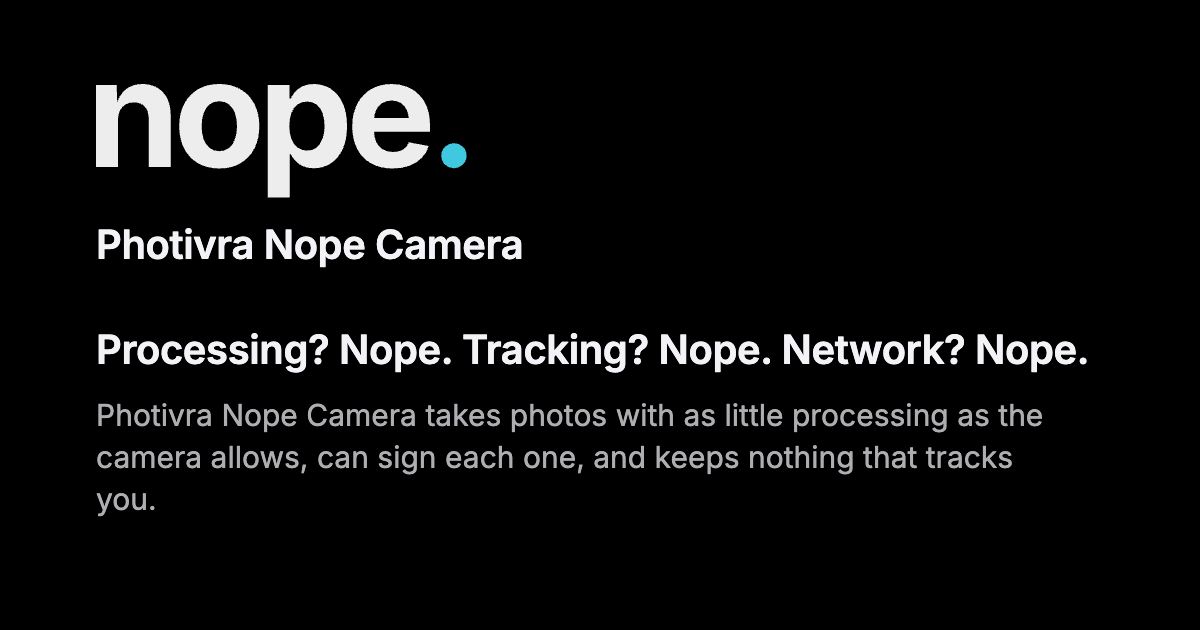 nope.
Photivra Nope Camera
Processing? Nope. Tracking? Nope. Network? Nope.
Photivra Nope Camera takes photos with as little processing as the
camera allows, can sign each one, and keeps nothing that tracks
you.